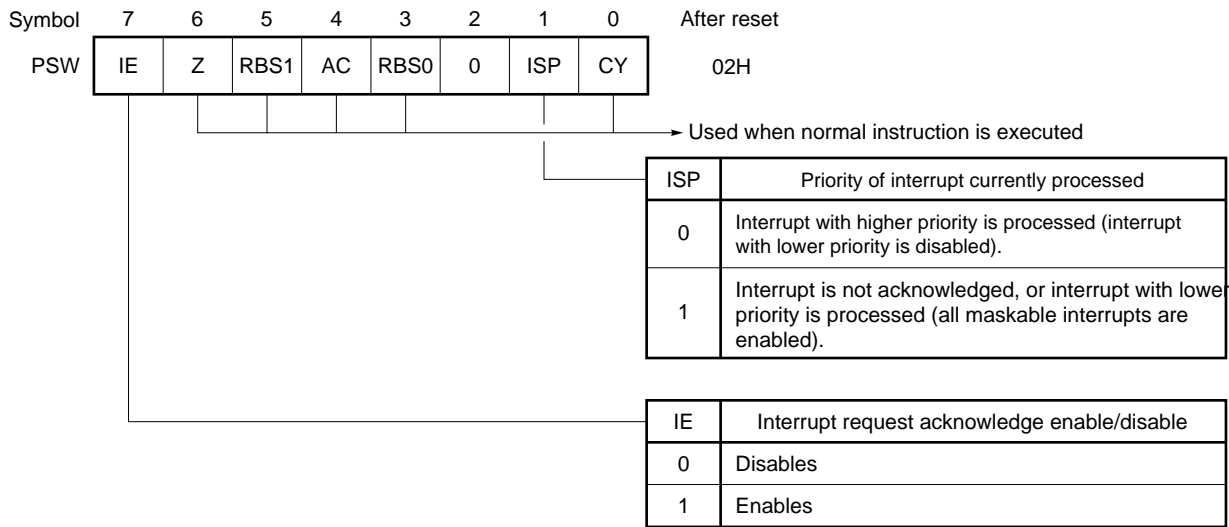 Symbol 7 6 5 4 3 2 1 0 After reset
PSW IE Z RBS1 AC RBS0 0 ISP CY 02H
Used when normal instruction is executed
ISP Priority of interrupt currently processed
0 Interrupt with higher priority is processed (interrupt
with lower priority is disabled).
1 Interrupt is not acknowledged, or interrupt with lower
priority is processed (all maskable interrupts are
enabled).
IE Interrupt request acknowledge enable/disable
0 Disables
1 Enables